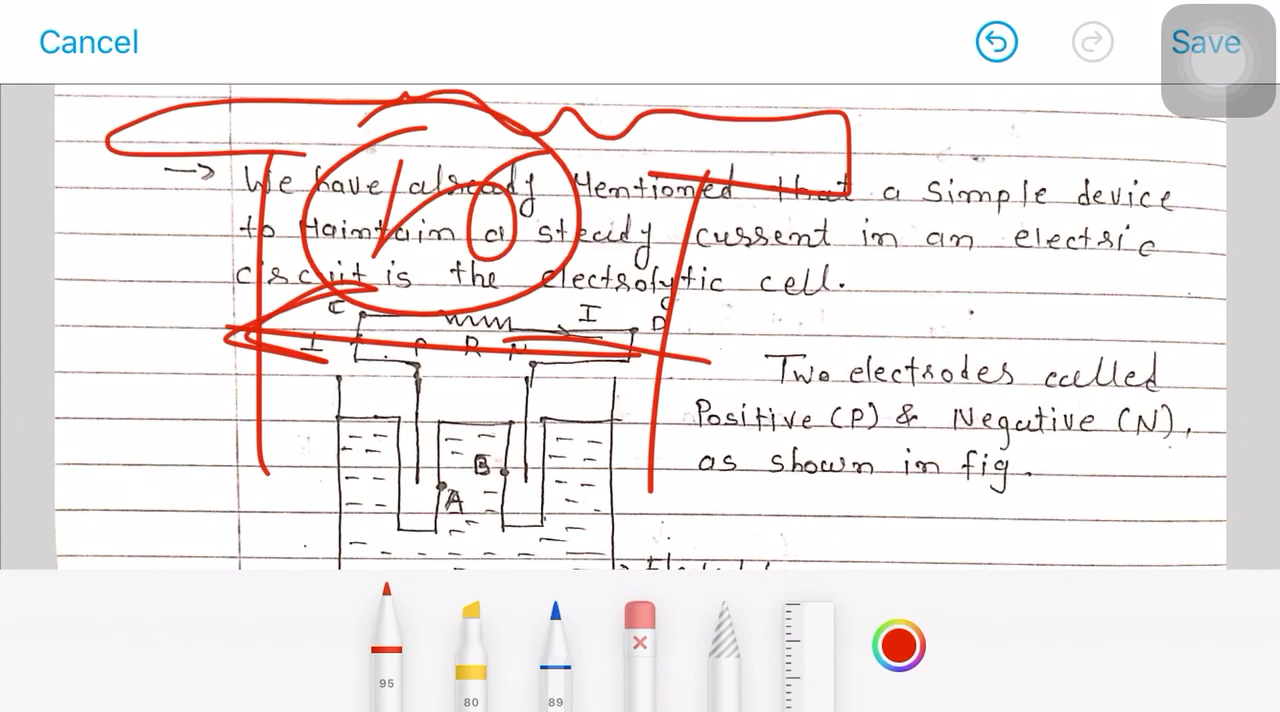 Cancel
Save
→ We have already Mentioned that a simple device
to Maintain a steady current in an electric
circuit is the electrolytic cell.
C I D
I P R N
Two electrodes called
Positive (P) & Negative (N),
as shown in fig.
B
A
95 80 89